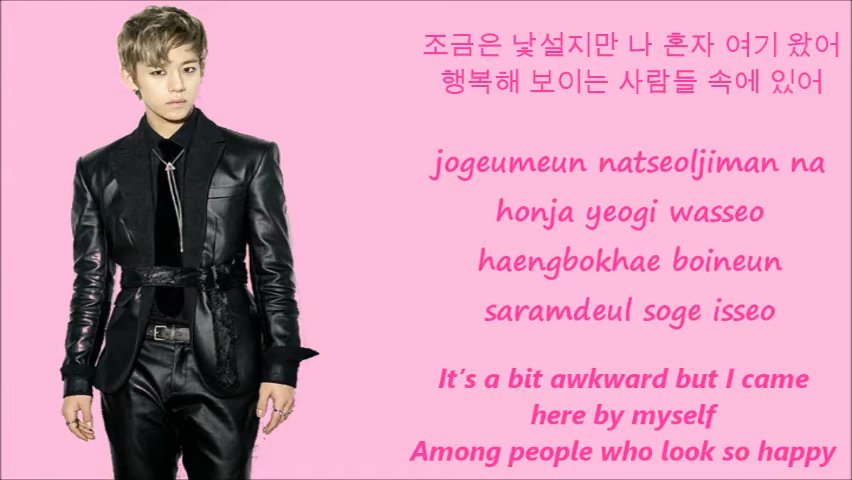 조금은 낯설지만 나 혼자 여기 왔어
행복해 보이는 사람들 속에 있어
jogeumeun natseoljiman na
honja yeogi wasseo
haengbokhae boineun
saramdeul soge isseo
It's a bit awkward but I came
here by myself
Among people who look so happy